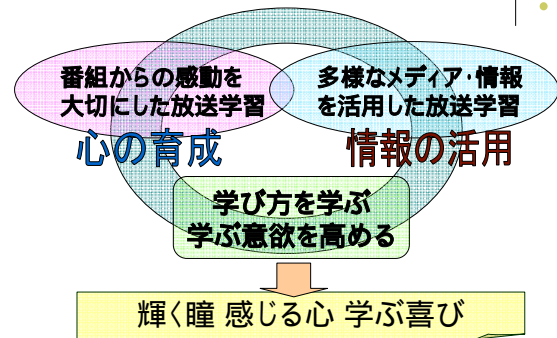 番組からの感動を
大切にした放送学習
多様なメディア・情報
を活用した放送学習
心の育成
情報の活用
学び方を学ぶ
学ぶ意欲を高める
輝く瞳 感じる心 学ぶ喜び